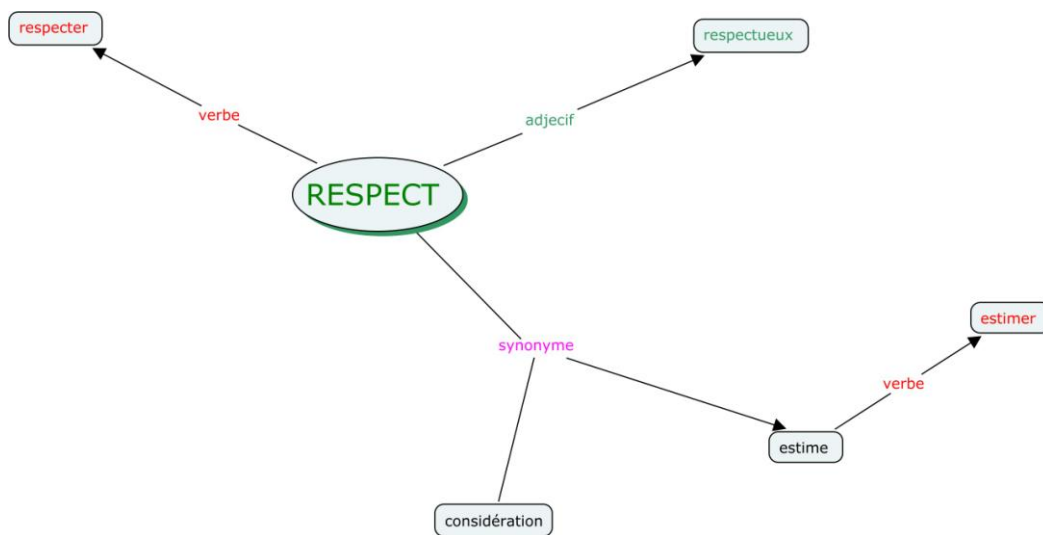 respecter
respectueux
verbe
adjecif
RESPECT
estimer
synonyme
verbe
estime
considération